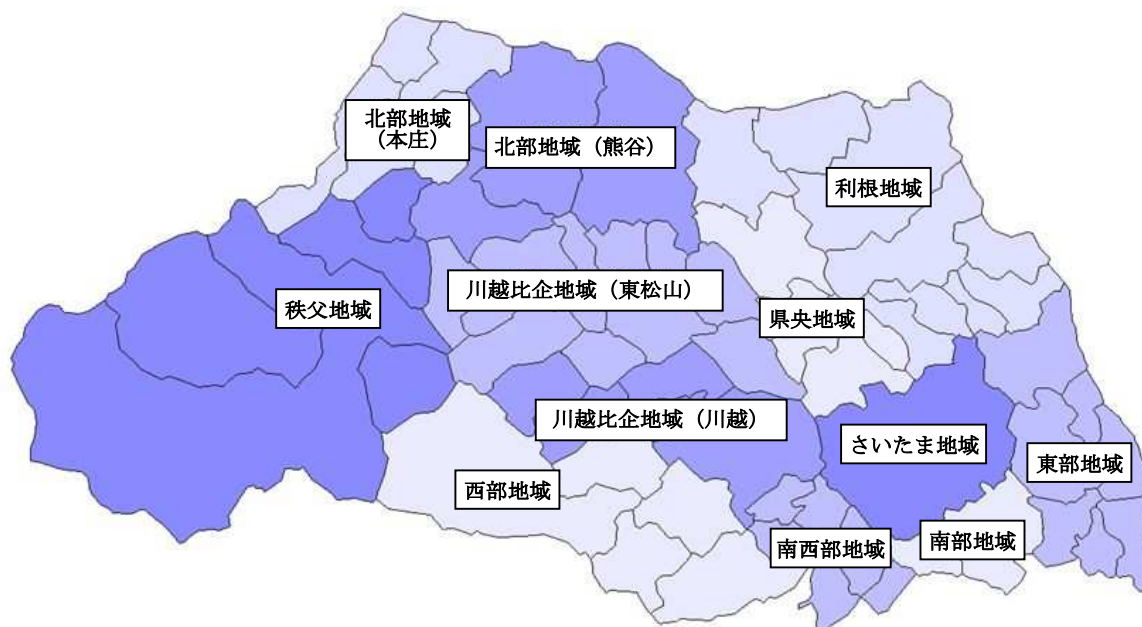 北部地域
（本庄）
北部地域（熊谷）
利根地域
川越比企地域（東松山）
秩父地域
県央地域
川越比企地域（川越）
さいたま地域
東部地域
西部地域
南西部地域
南部地域